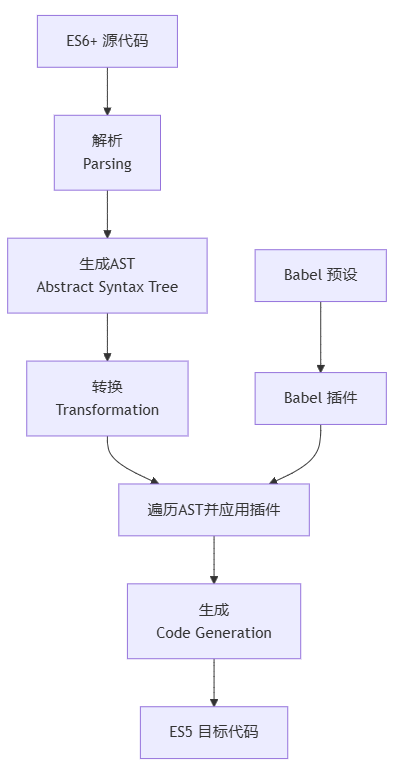 ES6+ 源代码
解析
Parsing
生成AST
Abstract Syntax Tree
Babel 预设
转换
Transformation
Babel 插件
遍历AST并应用插件
生成
Code Generation
ES5 目标代码